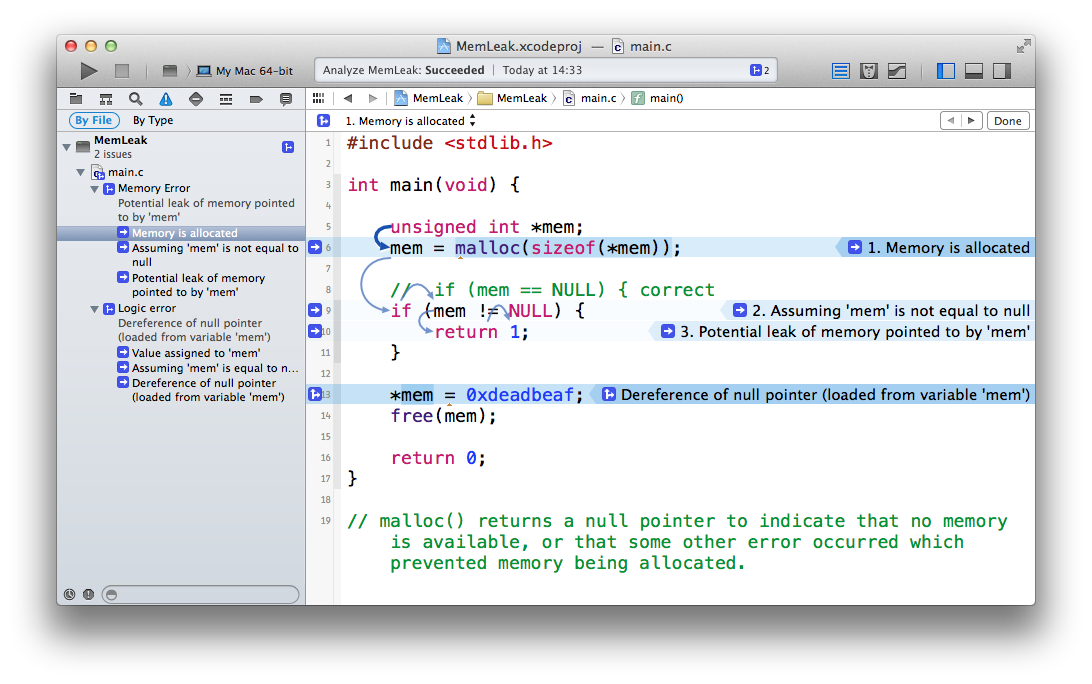 MemLeak.xcodeproj — main.c
My Mac 64-bit
Analyze MemLeak: Succeeded | Today at 14:33
2
MemLeak
MemLeak
main.c
main()
By File By Type
1. Memory is allocated
Done
MemLeak
2 issues
main.c
Memory Error
Potential leak of memory pointed
to by 'mem'
Memory is allocated
Assuming 'mem' is not equal to
null
Potential leak of memory
pointed to by 'mem'
Logic error
Dereference of null pointer
(loaded from variable 'mem')
Value assigned to 'mem'
Assuming 'mem' is equal to n...
Dereference of null pointer
(loaded from variable 'mem')
1 #include <stdlib.h>
2
3 int main(void) {
4
5 unsigned int *mem;
6 mem = malloc(sizeof(*mem)); 1. Memory is allocated
7
8 // if (mem == NULL) { correct
9 if (mem != NULL) { 2. Assuming 'mem' is not equal to null
10 return 1; 3. Potential leak of memory pointed to by 'mem'
11 }
12
13 *mem = 0xdeadbeaf; Dereference of null pointer (loaded from variable 'mem')
14 free(mem);
15
16 return 0;
17 }
18
19 // malloc() returns a null pointer to indicate that no memory
is available, or that some other error occurred which
prevented memory being allocated.